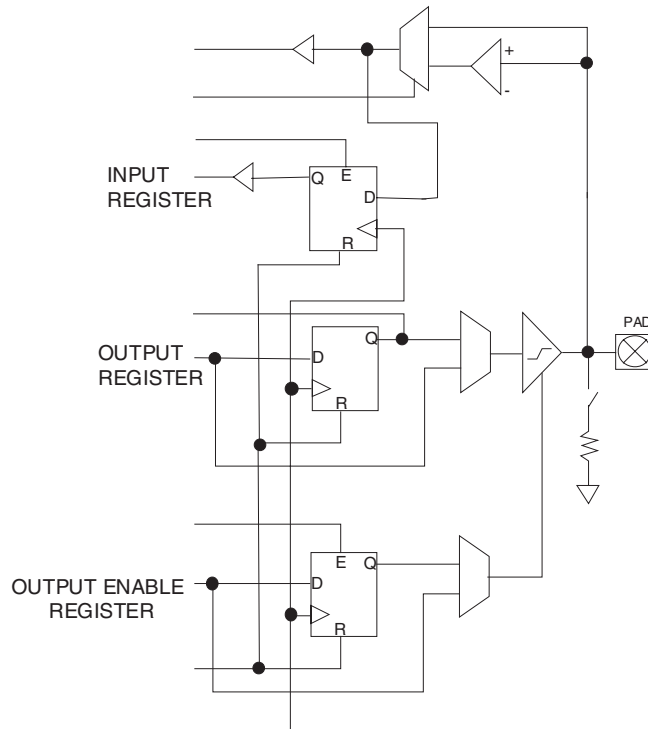 +
-
INPUT
REGISTER
Q
E
D
R
OUTPUT
REGISTER
D
Q
R
PAD
OUTPUT ENABLE
REGISTER
E
Q
D
R